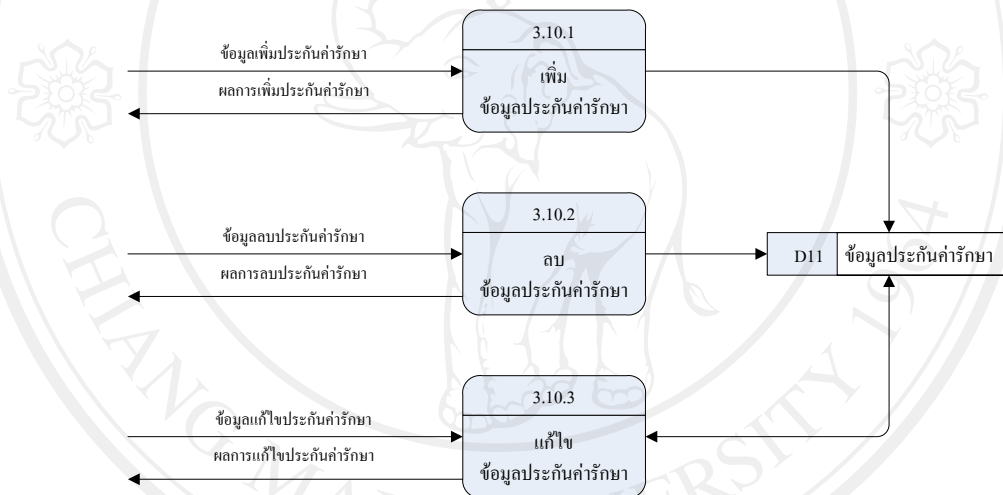 3.10.1
ข้อมูลเพิ่มประกันค่ารักษา
เพิ่ม
ผลการเพิ่มประกันค่ารักษา
ข้อมูลประกันค่ารักษา
3.10.2
ข้อมูลลบประกันค่ารักษา
ลบ
ผลการลบประกันค่ารักษา
ข้อมูลประกันค่ารักษา
D11 ข้อมูลประกันค่ารักษา
3.10.3
ข้อมูลแก้ไขประกันค่ารักษา
แก้ไข
ผลการแก้ไขประกันค่ารักษา
ข้อมูลประกันค่ารักษา
CHIANG MAI UNIVERSITY 1964